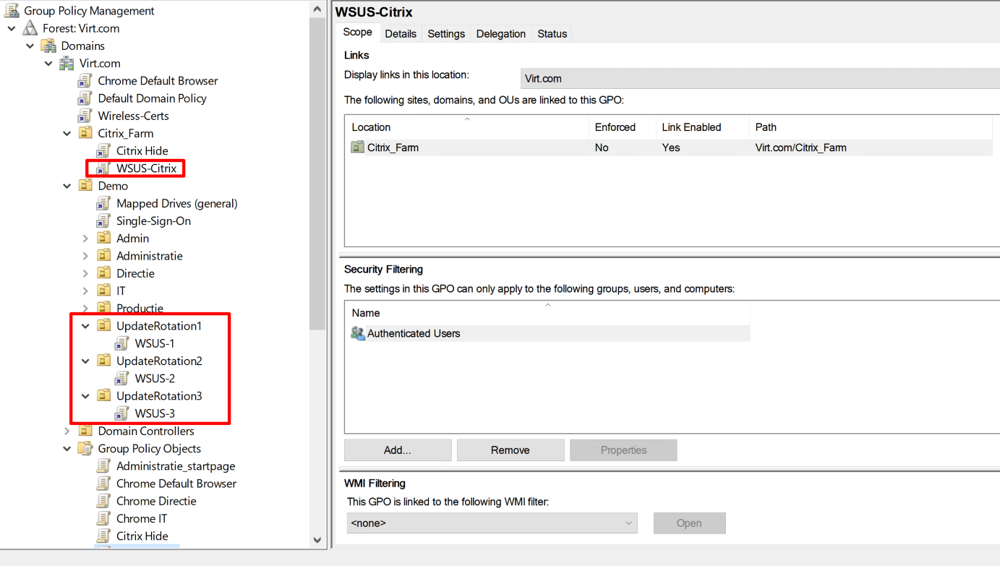 Group Policy Management
Forest: Virt.com
Domains
Virt.com
Chrome Default Browser
Default Domain Policy
Wireless-Certs
Citrix_Farm
Citrix Hide
WSUS-Citrix
Demo
Mapped Drives (general)
Single-Sign-On
Admin
Administratie
Directie
IT
Productie
UpdateRotation1
WSUS-1
UpdateRotation2
WSUS-2
UpdateRotation3
WSUS-3
Domain Controllers
Group Policy Objects
Administratie_startpage
Chrome Default Browser
Chrome Directie
Chrome IT
Citrix Hide
WSUS-Citrix
Scope Details Settings Delegation Status
Links
Display links in this location: Virt.com
The following sites, domains, and OUs are linked to this GPO:
Location Enforced Link Enabled Path
Citrix_Farm No Yes Virt.com/Citrix_Farm
Security Filtering
The settings in this GPO can only apply to the following groups, users, and computers:
Name
Authenticated Users
Add... Remove Properties
WMI Filtering
This GPO is linked to the following WMI filter:
<none> Open